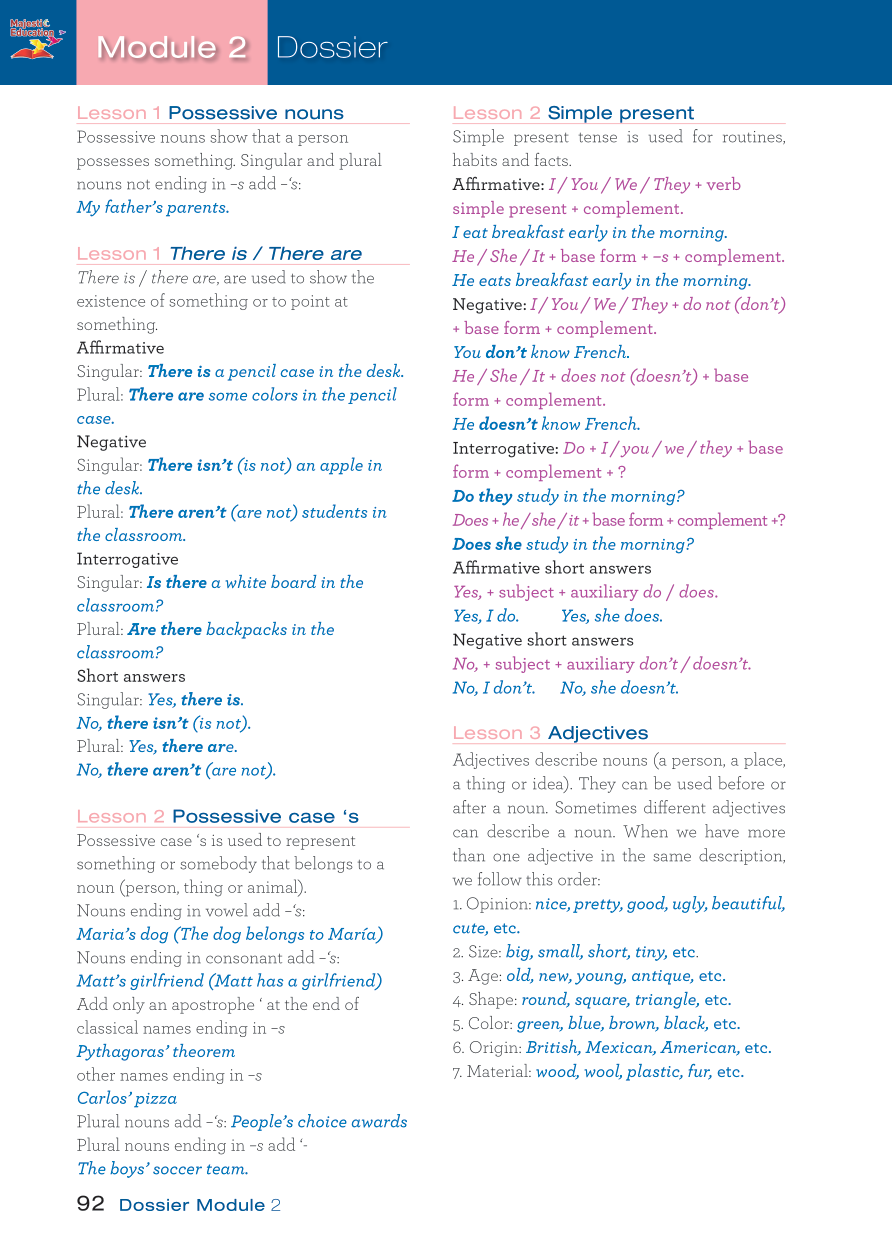 Majestic
Education
Module 2 Dossier
Lesson 1 Possessive nouns
Possessive nouns show that a person
possesses something. Singular and plural
nouns not ending in –s add –‘s:
My father’s parents.
Lesson 1 There is / There are
There is / there are, are used to show the
existence of something or to point at
something.
Affirmative
Singular: There is a pencil case in the desk.
Plural: There are some colors in the pencil
case.
Negative
Singular: There isn’t (is not) an apple in
the desk.
Plural: There aren’t (are not) students in
the classroom.
Interrogative
Singular: Is there a white board in the
classroom?
Plural: Are there backpacks in the
classroom?
Short answers
Singular: Yes, there is.
No, there isn’t (is not).
Plural: Yes, there are.
No, there aren’t (are not).
Lesson 2 Possessive case ‘s
Possessive case ‘s is used to represent
something or somebody that belongs to a
noun (person, thing or animal).
Nouns ending in vowel add –‘s:
Maria’s dog (The dog belongs to María)
Nouns ending in consonant add –‘s:
Matt’s girlfriend (Matt has a girlfriend)
Add only an apostrophe ‘ at the end of
classical names ending in –s
Pythagoras’ theorem
other names ending in –s
Carlos’ pizza
Plural nouns add –‘s: People’s choice awards
Plural nouns ending in –s add ‘-
The boys’ soccer team.
Lesson 2 Simple present
Simple present tense is used for routines,
habits and facts.
Affirmative: I / You / We / They + verb
simple present + complement.
I eat breakfast early in the morning.
He / She / It + base form + –s + complement.
He eats breakfast early in the morning.
Negative: I / You / We / They + do not (don’t)
+ base form + complement.
You don’t know French.
He / She / It + does not (doesn’t) + base
form + complement.
He doesn’t know French.
Interrogative: Do + I / you / we / they + base
form + complement + ?
Do they study in the morning?
Does + he / she / it + base form + complement +?
Does she study in the morning?
Affirmative short answers
Yes, + subject + auxiliary do / does.
Yes, I do. Yes, she does.
Negative short answers
No, + subject + auxiliary don’t / doesn’t.
No, I don’t. No, she doesn’t.
Lesson 3 Adjectives
Adjectives describe nouns (a person, a place,
a thing or idea). They can be used before or
after a noun. Sometimes different adjectives
can describe a noun. When we have more
than one adjective in the same description,
we follow this order:
1. Opinion: nice, pretty, good, ugly, beautiful,
cute, etc.
2. Size: big, small, short, tiny, etc.
3. Age: old, new, young, antique, etc.
4. Shape: round, square, triangle, etc.
5. Color: green, blue, brown, black, etc.
6. Origin: British, Mexican, American, etc.
7. Material: wood, wool, plastic, fur, etc.
92 Dossier Module 2